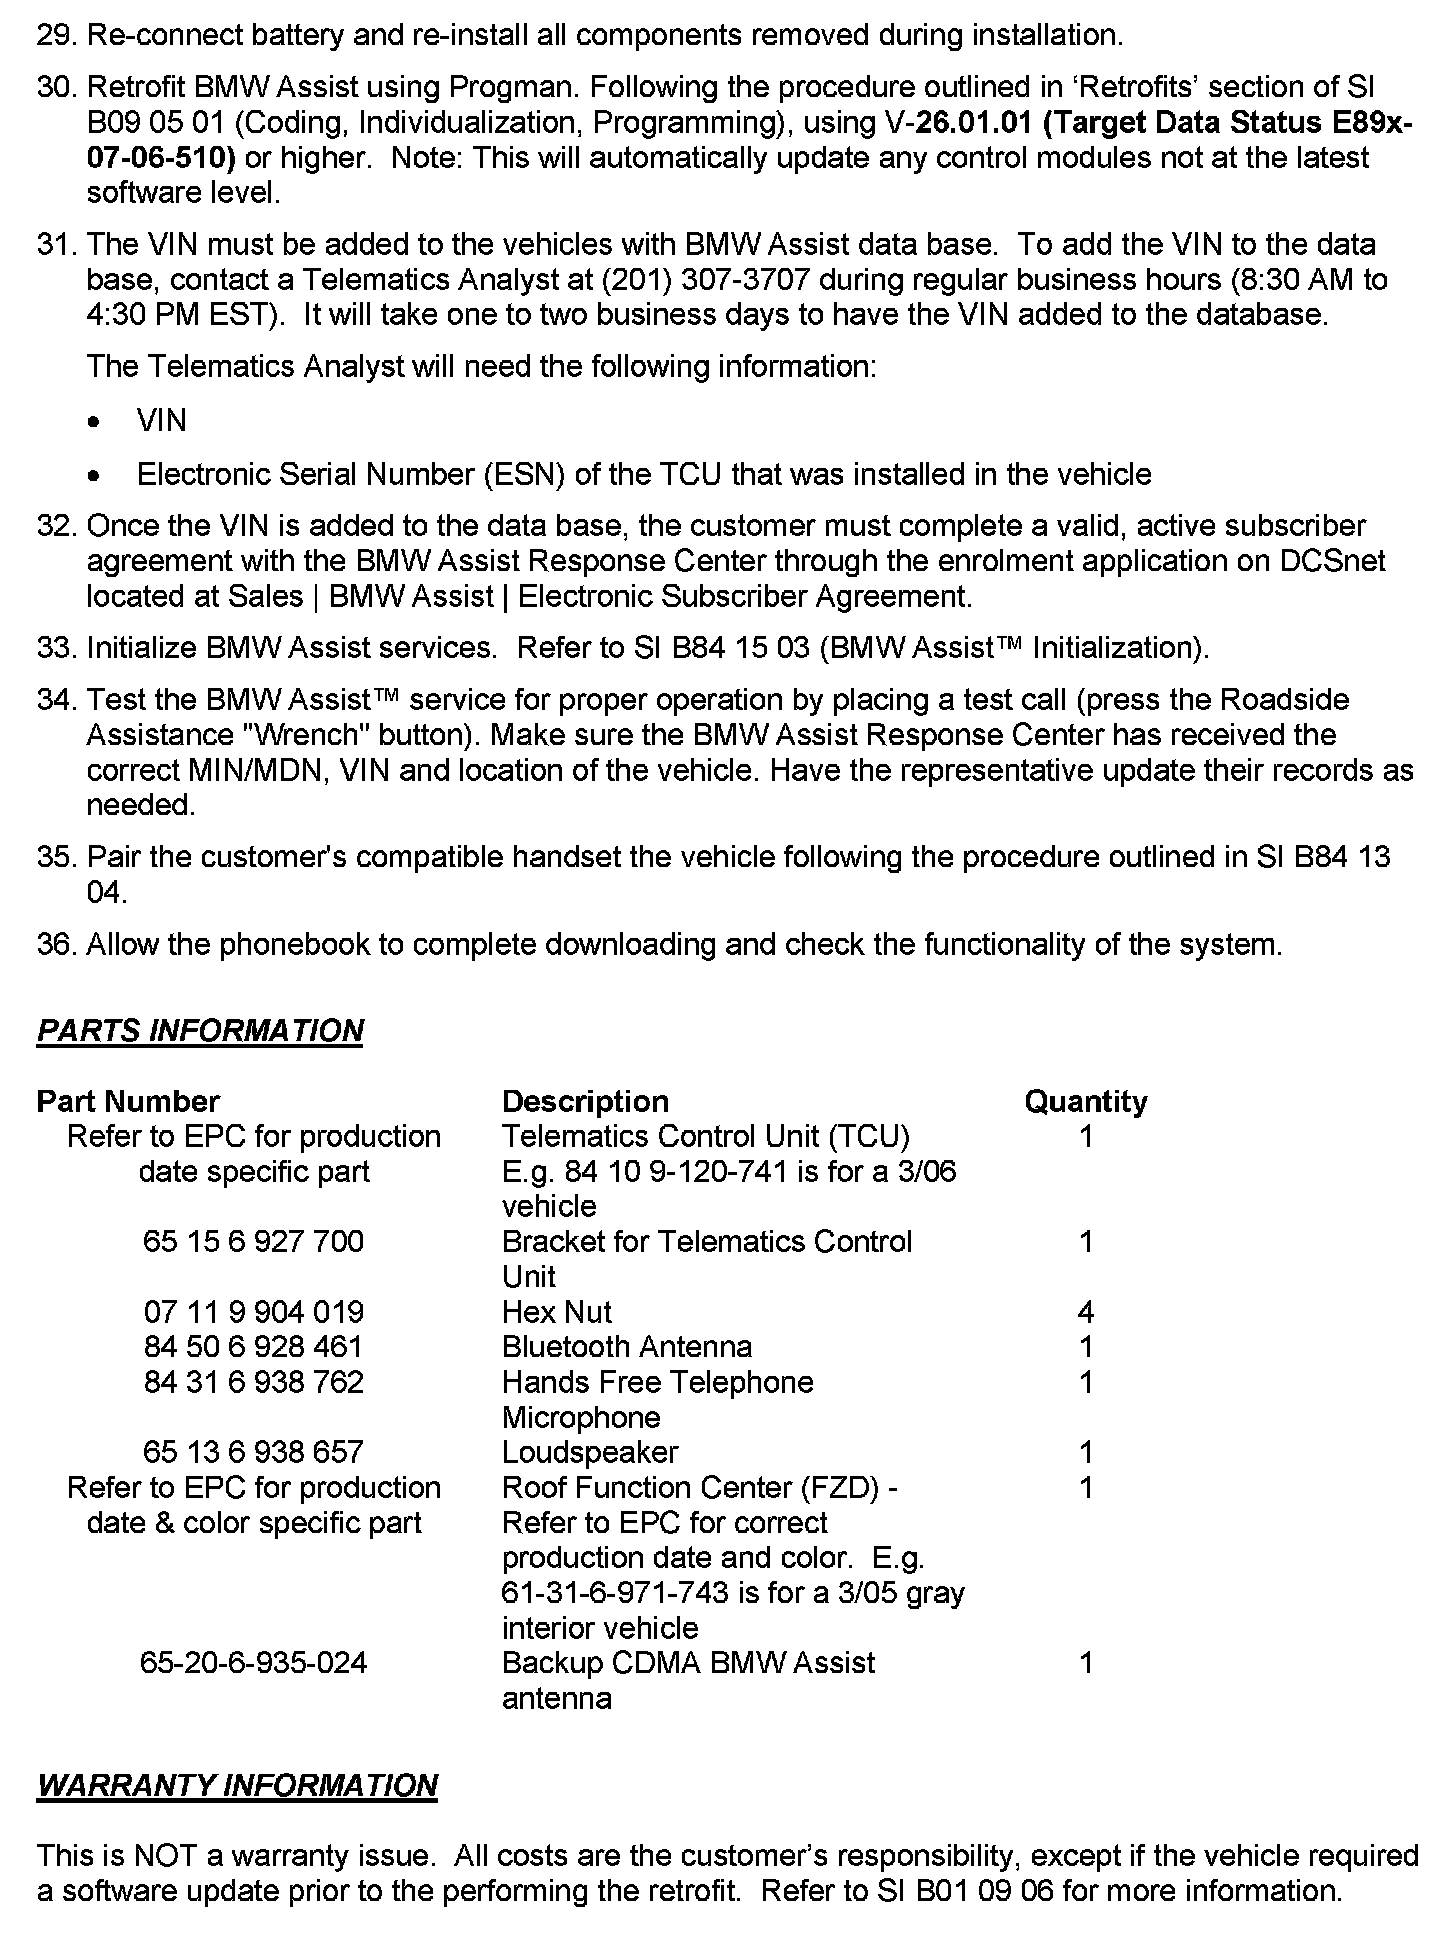 29. Re-connect battery and re-install all components removed during installation.
30. Retrofit BMW Assist using Progman. Following the procedure outlined in ‘Retrofits’ section of SI
B09 05 01 (Coding, Individualization, Programming), using V-26.01.01 (Target Data Status E89x-
07-06-510) or higher.  Note: This will automatically update any control modules not at the latest
software level.
31. The VIN must be added to the vehicles with BMW Assist data base.  To add the VIN to the data
base, contact a Telematics Analyst at (201) 307-3707 during regular business hours (8:30 AM to
4:30 PM EST).  It will take one to two business days to have the VIN added to the database.
The Telematics Analyst will need the following information:
• VIN
• Electronic Serial Number (ESN) of the TCU that was installed in the vehicle
32. Once the VIN is added to the data base, the customer must complete a valid, active subscriber
agreement with the BMW Assist Response Center through the enrolment application on DCSnet
located at Sales | BMW Assist | Electronic Subscriber Agreement.
33. Initialize BMW Assist services.  Refer to SI B84 15 03 (BMW Assist™ Initialization).
34. Test the BMW Assist™ service for proper operation by placing a test call (press the Roadside
Assistance "Wrench" button). Make sure the BMW Assist Response Center has received the
correct MIN/MDN, VIN and location of the vehicle. Have the representative update their records as
needed.
35. Pair the customer's compatible handset the vehicle following the procedure outlined in SI B84 13
04.
36. Allow the phonebook to complete downloading and check the functionality of the system.
PARTS INFORMATION
Part Number Description Quantity
Refer to EPC for production Telematics Control Unit (TCU) 1
date specific part E.g. 84 10 9-120-741 is for a 3/06
vehicle
65 15 6 927 700 Bracket for Telematics Control 1
Unit
07 11 9 904 019 Hex Nut 4
84 50 6 928 461 Bluetooth Antenna 1
84 31 6 938 762 Hands Free Telephone 1
Microphone
65 13 6 938 657 Loudspeaker 1
Refer to EPC for production Roof Function Center (FZD) - 1
date & color specific part Refer to EPC for correct
production date and color.  E.g.
61-31-6-971-743 is for a 3/05 gray
interior vehicle
65-20-6-935-024 Backup CDMA BMW Assist 1
antenna
WARRANTY INFORMATION
This is NOT a warranty issue.  All costs are the customer’s responsibility, except if the vehicle required
a software update prior to the performing the retrofit.  Refer to SI B01 09 06 for more information.